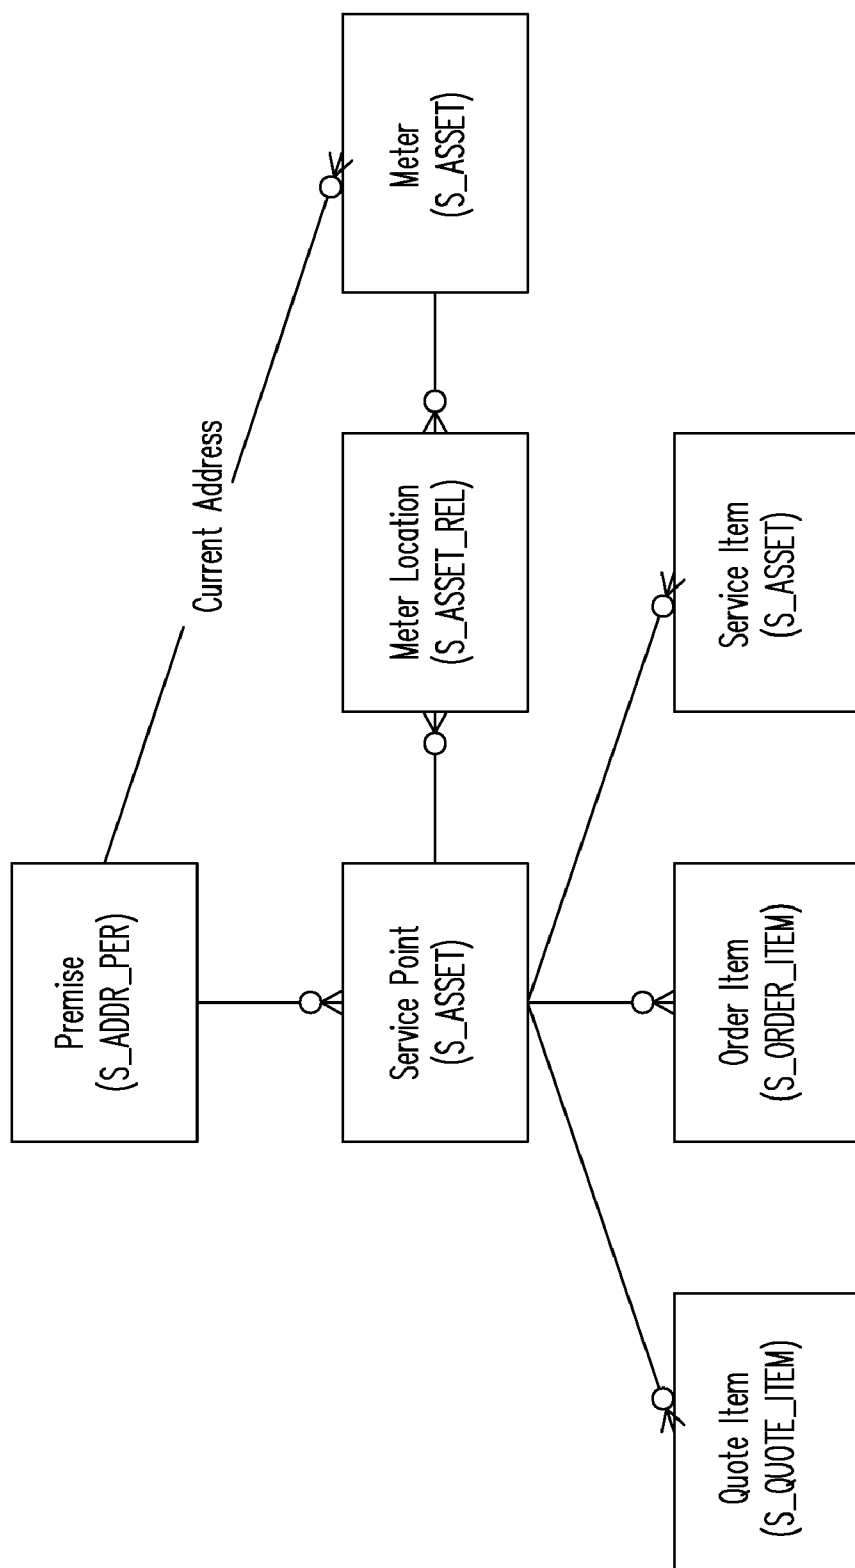 Premise
(S_ADDR_PER)
Current Address
Service Point
(S_ASSET)
Meter Location
(S_ASSET_REL)
Meter
(S_ASSET)
Quote Item
(S_QUOTE_ITEM)
Order Item
(S_ORDER_ITEM)
Service Item
(S_ASSET)